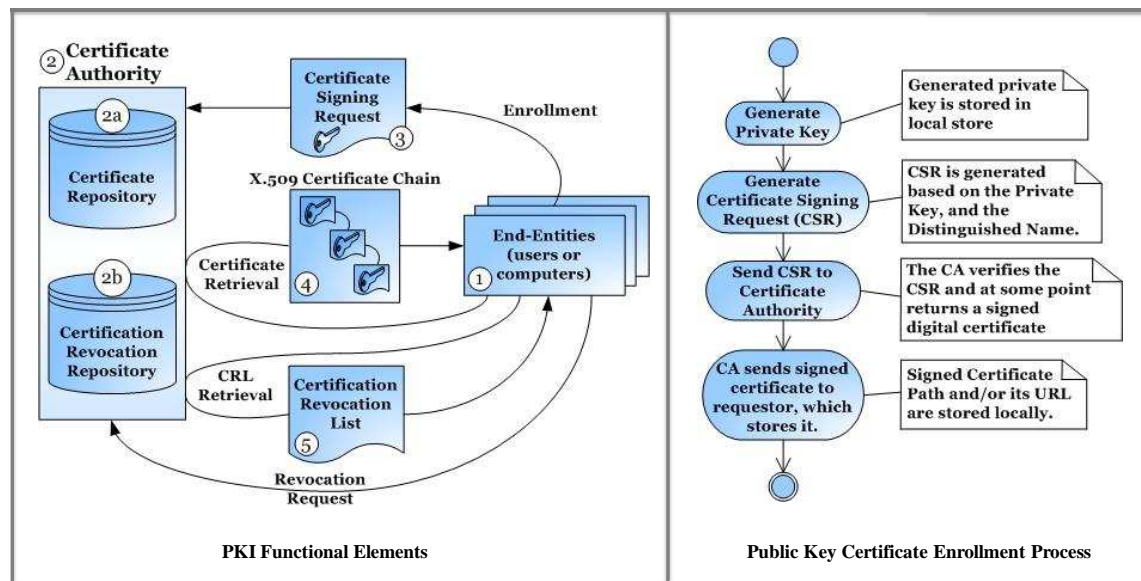 2 Certificate
Authority
2a
Certificate
Repository
2b
Certification
Revocation
Repository
Certificate
Signing
Request
3
Enrollment
X.509 Certificate Chain
4
Certificate
Retrieval
End-Entities
(users or
computers)
1
CRL
Retrieval
Certification
Revocation
List
5
Revocation
Request
PKI Functional Elements
Generate
Private Key
Generated private
key is stored in
local store
Generate
Certificate Signing
Request (CSR)
CSR is generated
based on the Private
Key, and the
Distinguished Name.
Send CSR to
Certificate
Authority
The CA verifies the
CSR and at some point
returns a signed
digital certificate
CA sends signed
certificate to
requestor, which
stores it.
Signed Certificate
Path and/or its URL
are stored locally.
Public Key Certificate Enrollment Process